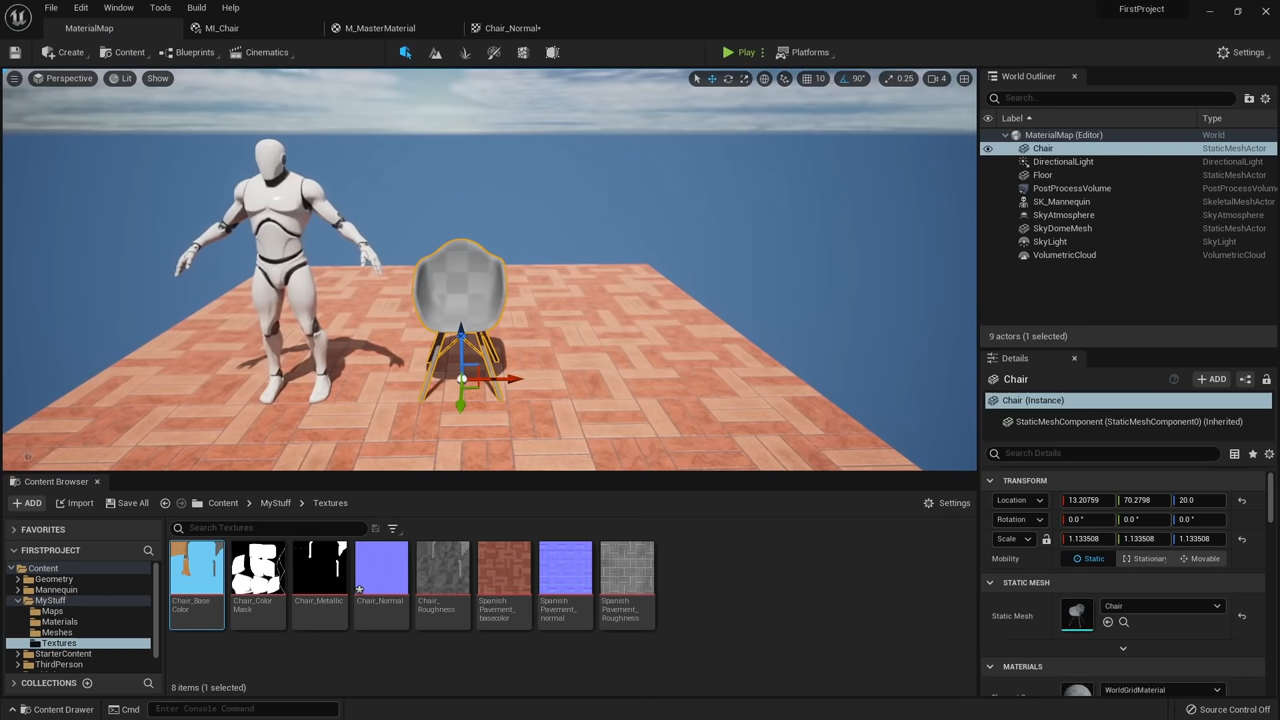 File Edit Window Tools Build Help
FirstProject
MaterialMap MI_Chair M_MasterMaterial Chair_Normal*
Create Content Blueprints Cinematics Play Platforms Settings
Perspective Lit Show 10 90° 0.25 4
World Outliner
Search...
Label Type
MaterialMap (Editor) World
Chair StaticMeshActor
DirectionalLight DirectionalLight
Floor StaticMeshActor
PostProcessVolume PostProcessVolum
SK_Mannequin SkeletalMeshActor
SkyAtmosphere SkyAtmosphere
SkyDomeMesh StaticMeshActor
SkyLight SkyLight
VolumetricCloud VolumetricCloud
9 actors (1 selected)
Details
Chair ADD
Chair (Instance)
StaticMeshComponent (StaticMeshComponent0) (Inherited)
Search Details
TRANSFORM
Location 13.20759 70.2798 20.0
Rotation 0.0 ° 0.0 ° 0.0 °
Scale 1.133508 1.133508 1.133508
Mobility Static Stationar Movable
STATIC MESH
Static Mesh Chair
MATERIALS
WorldGridMaterial
Content Browser
ADD Import Save All Content MyStuff Textures Settings
FAVORITES
FIRSTPROJECT
Content
Geometry
Mannequin
MyStuff
Maps
Materials
Meshes
Textures
StarterContent
ThirdPerson
COLLECTIONS
Search Textures
Chair_Base
Color
Chair_Color
Mask
Chair_Metallic
Chair_Normal
Chair_
Roughness
Spanish
Pavement_
basecolor
Spanish
Pavement_
normal
Spanish
Pavement_
Roughness
8 items (1 selected)
Content Drawer Cmd Enter Console Command Source Control Off